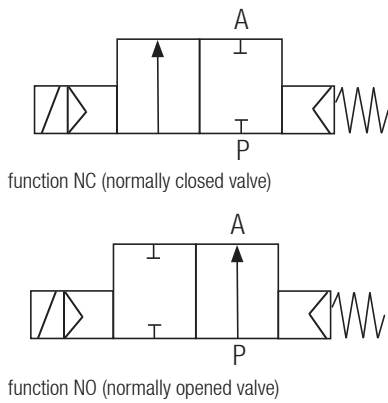 A
P
function NC (normally closed valve)
A
P
function NO (normally opened valve)